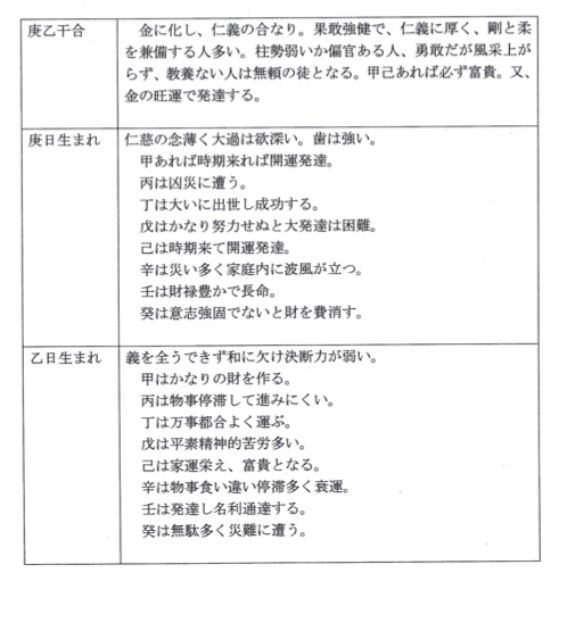 庚乙干合
金に化し、仁義の合なり。果敢強健で、仁義に厚く、剛と柔
を兼備する人多い。柱勢弱いか偏官ある人、勇敢だが風采上が
らず、教養ない人は無頼の徒となる。甲己あれば必ず富貴。又、
金の旺運で発達する。
庚日生まれ
仁慈の念薄く大過は欲深い。歯は強い。
甲あれば時期来れば開運発達。
丙は凶災に遭う。
丁は大いに出世し成功する。
戊はかなり努力せぬと大発達は困難。
己は時期来て開運発達。
辛は災い多く家庭内に波風が立つ。
壬は財禄豊かで長命。
癸は意志強固でないと財を費消す。
乙日生まれ
義を全うできず和に欠け決断力が弱い。
甲はかなりの財を作る。
丙は物事停滞して進みにくい。
丁は万事都合よく運ぶ。
戊は平素精神的苦労多い。
己は家運栄え、富貴となる。
辛は物事食い違い停滞多く衰運。
壬は発達し名利通達する。
癸は無駄多く災難に遭う。